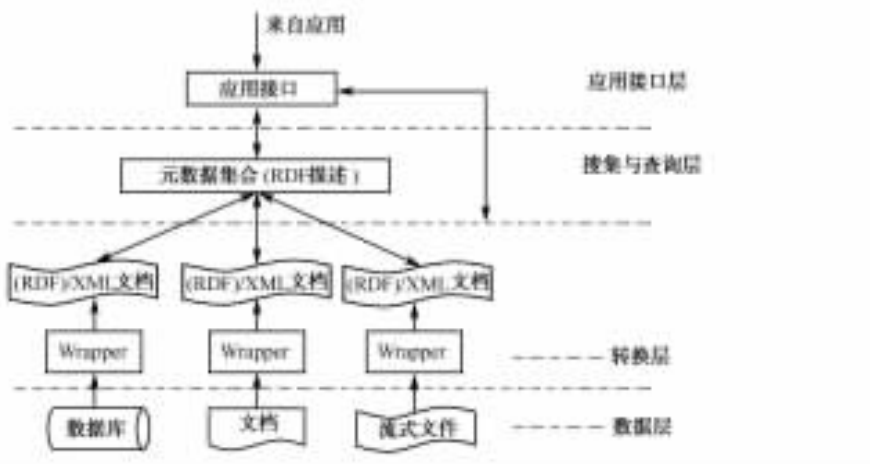 来自应用
应用接口
应用接口层
元数据集合 (RDF描述 )
搜集与查询层
(RDF)/XML文档
(RDF)/XML文档
(RDF)/XML文档
Wrapper
Wrapper
Wrapper
转换层
数据库
文档
流式文件
数据层